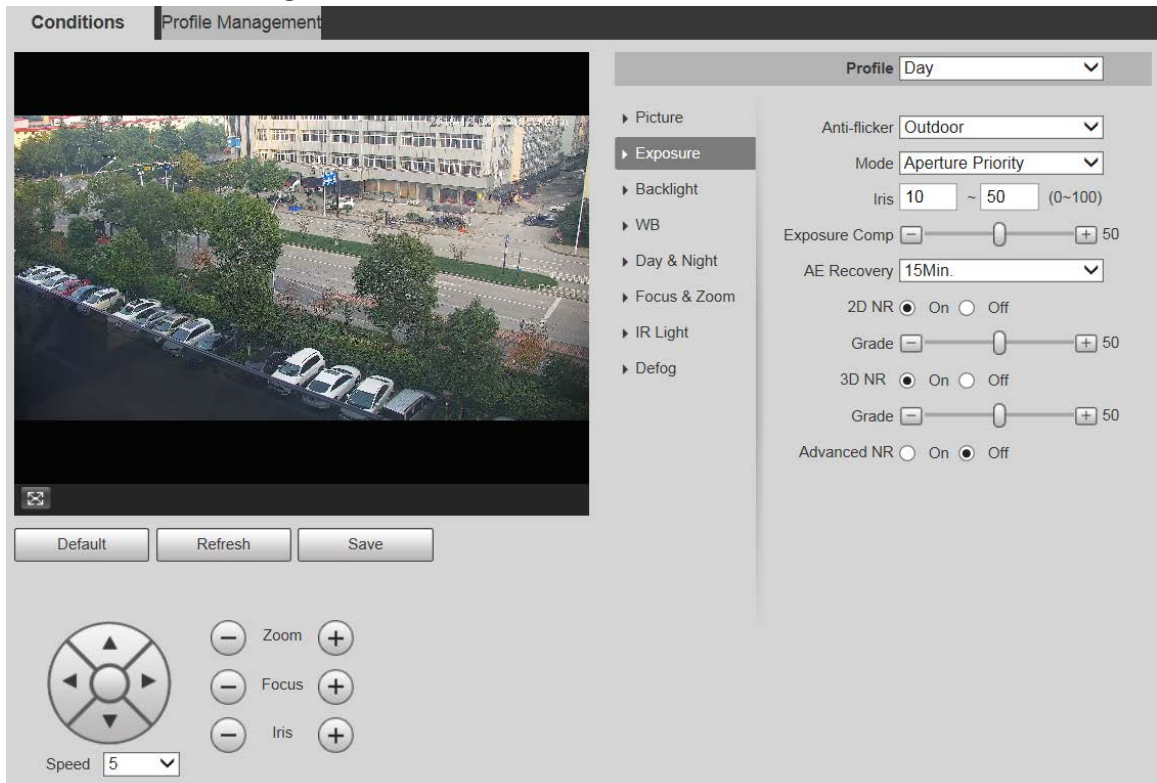 Conditions
Profile Management
Profile Day
Picture
Exposure
Backlight
WB
Day & Night
Focus & Zoom
IR Light
Defog
Anti-flicker Outdoor
Mode Aperture Priority
Iris 10 ~ 50 (0~100)
Exposure Comp 50
AE Recovery 15Min.
2D NR On Off
Grade 50
3D NR On Off
Grade 50
Advanced NR On Off
Default Refresh Save
Zoom
Focus
Iris
Speed 5